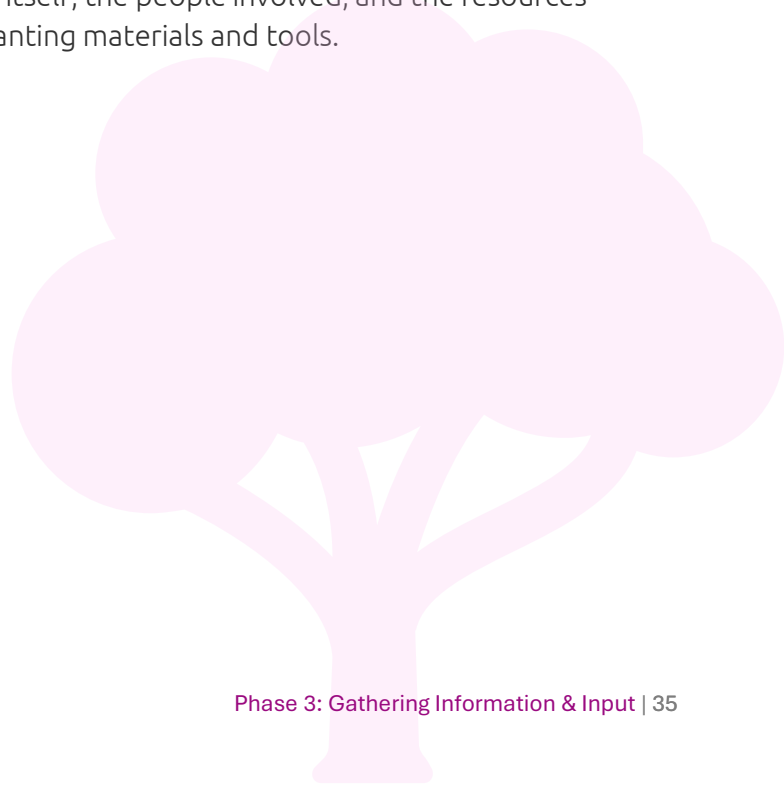 itself, the people involved, and the resources
anting materials and tools.
Phase 3: Gathering Information & Input | 35